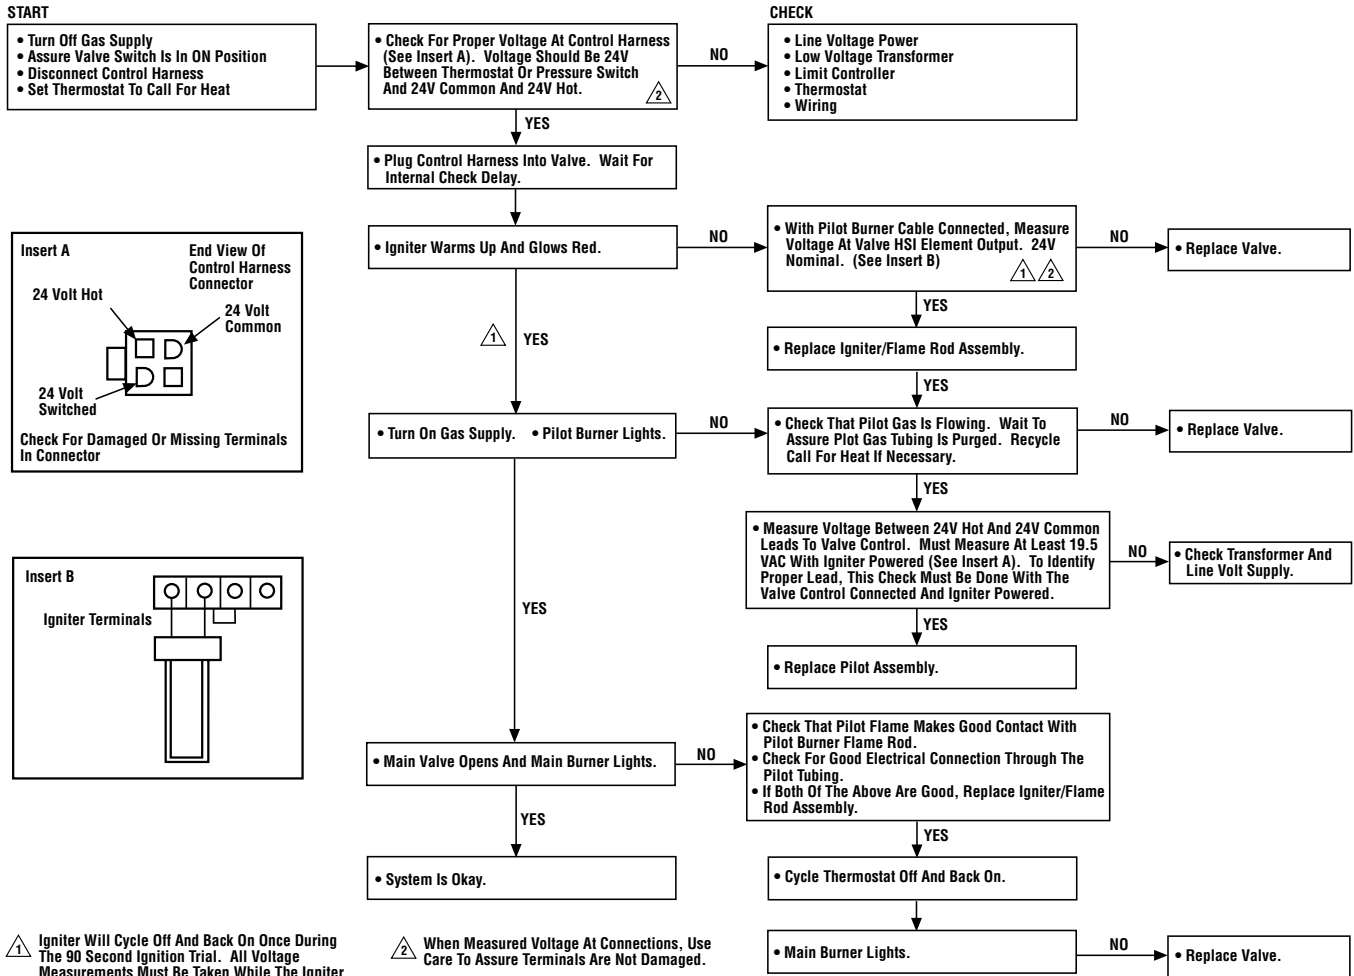 START
• Turn Off Gas Supply
• Assure Valve Switch Is In ON Position
• Disconnect Control Harness
• Set Thermostat To Call For Heat
• Check For Proper Voltage At Control Harness
(See Insert A). Voltage Should Be 24V
Between Thermostat Or Pressure Switch
And 24V Common And 24V Hot.
2
NO
CHECK
• Line Voltage Power
• Low Voltage Transformer
• Limit Controller
• Thermostat
• Wiring
YES
• Plug Control Harness Into Valve. Wait For
Internal Check Delay.
• Igniter Warms Up And Glows Red.
NO
• With Pilot Burner Cable Connected, Measure
Voltage At Valve HSI Element Output. 24V
Nominal. (See Insert B)
1 2
NO
• Replace Valve.
YES
• Replace Igniter/Flame Rod Assembly.
YES
1
YES
• Turn On Gas Supply. • Pilot Burner Lights.
NO
• Check That Pilot Gas Is Flowing. Wait To
Assure Plot Gas Tubing Is Purged. Recycle
Call For Heat If Necessary.
NO
• Replace Valve.
YES
• Measure Voltage Between 24V Hot And 24V Common
Leads To Valve Control. Must Measure At Least 19.5
VAC With Igniter Powered (See Insert A). To Identify
Proper Lead, This Check Must Be Done With The
Valve Control Connected And Igniter Powered.
NO
• Check Transformer And
Line Volt Supply.
YES
• Replace Pilot Assembly.
YES
• Main Valve Opens And Main Burner Lights.
NO
• Check That Pilot Flame Makes Good Contact With
Pilot Burner Flame Rod.
• Check For Good Electrical Connection Through The
Pilot Tubing.
• If Both Of The Above Are Good, Replace Igniter/Flame
Rod Assembly.
YES
• Cycle Thermostat Off And Back On.
• Main Burner Lights.
NO
• Replace Valve.
YES
• System Is Okay.
Insert A
End View Of
Control Harness
Connector
24 Volt Hot
24 Volt
Common
24 Volt
Switched
Check For Damaged Or Missing Terminals
In Connector
Insert B
Igniter Terminals
1 Igniter Will Cycle Off And Back On Once During
The 90 Second Ignition Trial. All Voltage
Measurements Must Be Taken While The Igniter
2 When Measured Voltage At Connections, Use
Care To Assure Terminals Are Not Damaged.